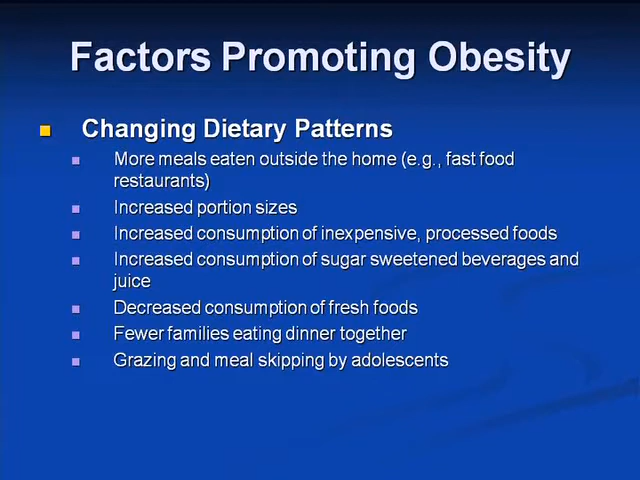 Factors Promoting Obesity
Changing Dietary Patterns
More meals eaten outside the home (e.g., fast food
restaurants)
Increased portion sizes
Increased consumption of inexpensive, processed foods
Increased consumption of sugar sweetened beverages and
juice
Decreased consumption of fresh foods
Fewer families eating dinner together
Grazing and meal skipping by adolescents